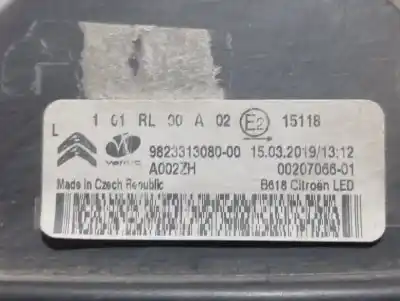 L 1 01 RL 00 A 02 E2 15118
9823313080-00 15.03.2019/13:12
A002ZH 00207066-01
Made in Czech Republic B618 Citroën LED